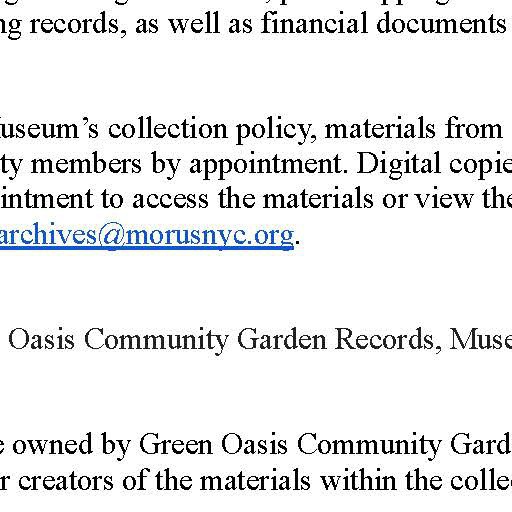 ng records, as well as financial documents
useum's collection policy, materials from
ty members by appointment. Digital copie
intment to access the materials or view the
archives@morusnyc.org.
Oasis Community Garden Records, Muse
e owned by Green Oasis Community Gard
r creators of the materials within the colle